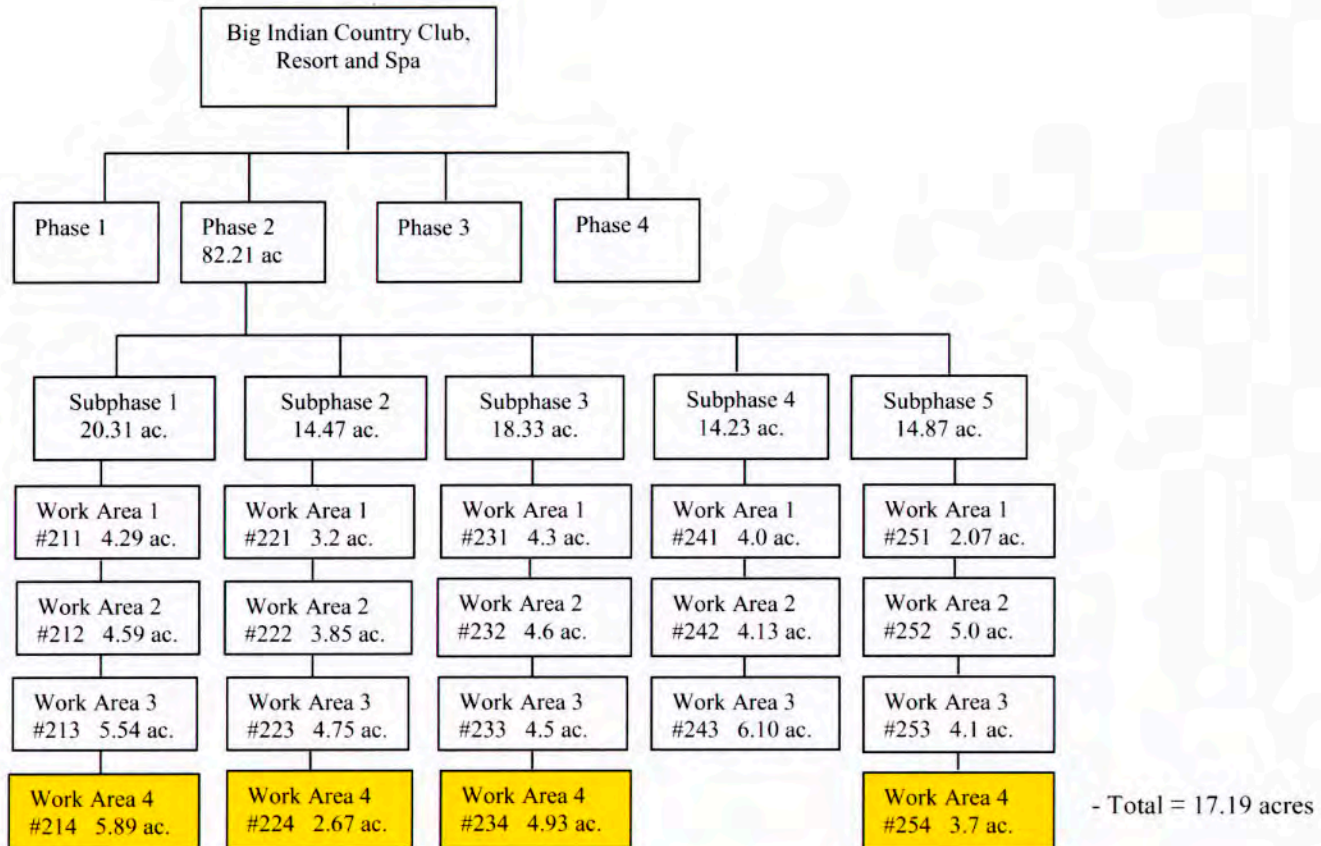 Big Indian Country Club,
Resort and Spa
Phase 1
Phase 2
82.21 ac
Phase 3
Phase 4
Subphase 1
20.31 ac.
Subphase 2
14.47 ac.
Subphase 3
18.33 ac.
Subphase 4
14.23 ac.
Subphase 5
14.87 ac.
Work Area 1
#211 4.29 ac.
Work Area 1
#221 3.2 ac.
Work Area 1
#231 4.3 ac.
Work Area 1
#241 4.0 ac.
Work Area 1
#251 2.07 ac.
Work Area 2
#212 4.59 ac.
Work Area 2
#222 3.85 ac.
Work Area 2
#232 4.6 ac.
Work Area 2
#242 4.13 ac.
Work Area 2
#252 5.0 ac.
Work Area 3
#213 5.54 ac.
Work Area 3
#223 4.75 ac.
Work Area 3
#233 4.5 ac.
Work Area 3
#243 6.10 ac.
Work Area 3
#253 4.1 ac.
Work Area 4
#214 5.89 ac.
Work Area 4
#224 2.67 ac.
Work Area 4
#234 4.93 ac.
Work Area 4
#254 3.7 ac.
- Total = 17.19 acres